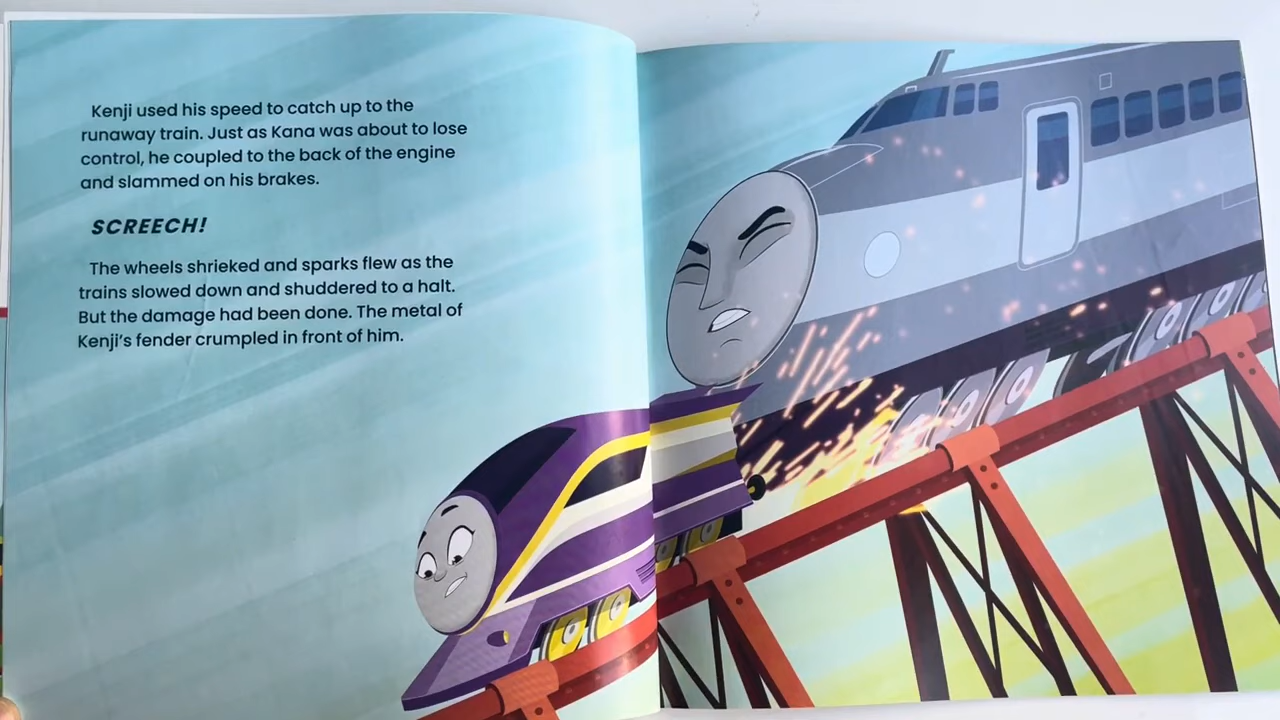 Kenji used his speed to catch up to the
runaway train. Just as Kana was about to lose
control, he coupled to the back of the engine
and slammed on his brakes.
SCREECH!
The wheels shrieked and sparks flew as the
trains slowed down and shuddered to a halt.
But the damage had been done. The metal of
Kenji’s fender crumpled in front of him.